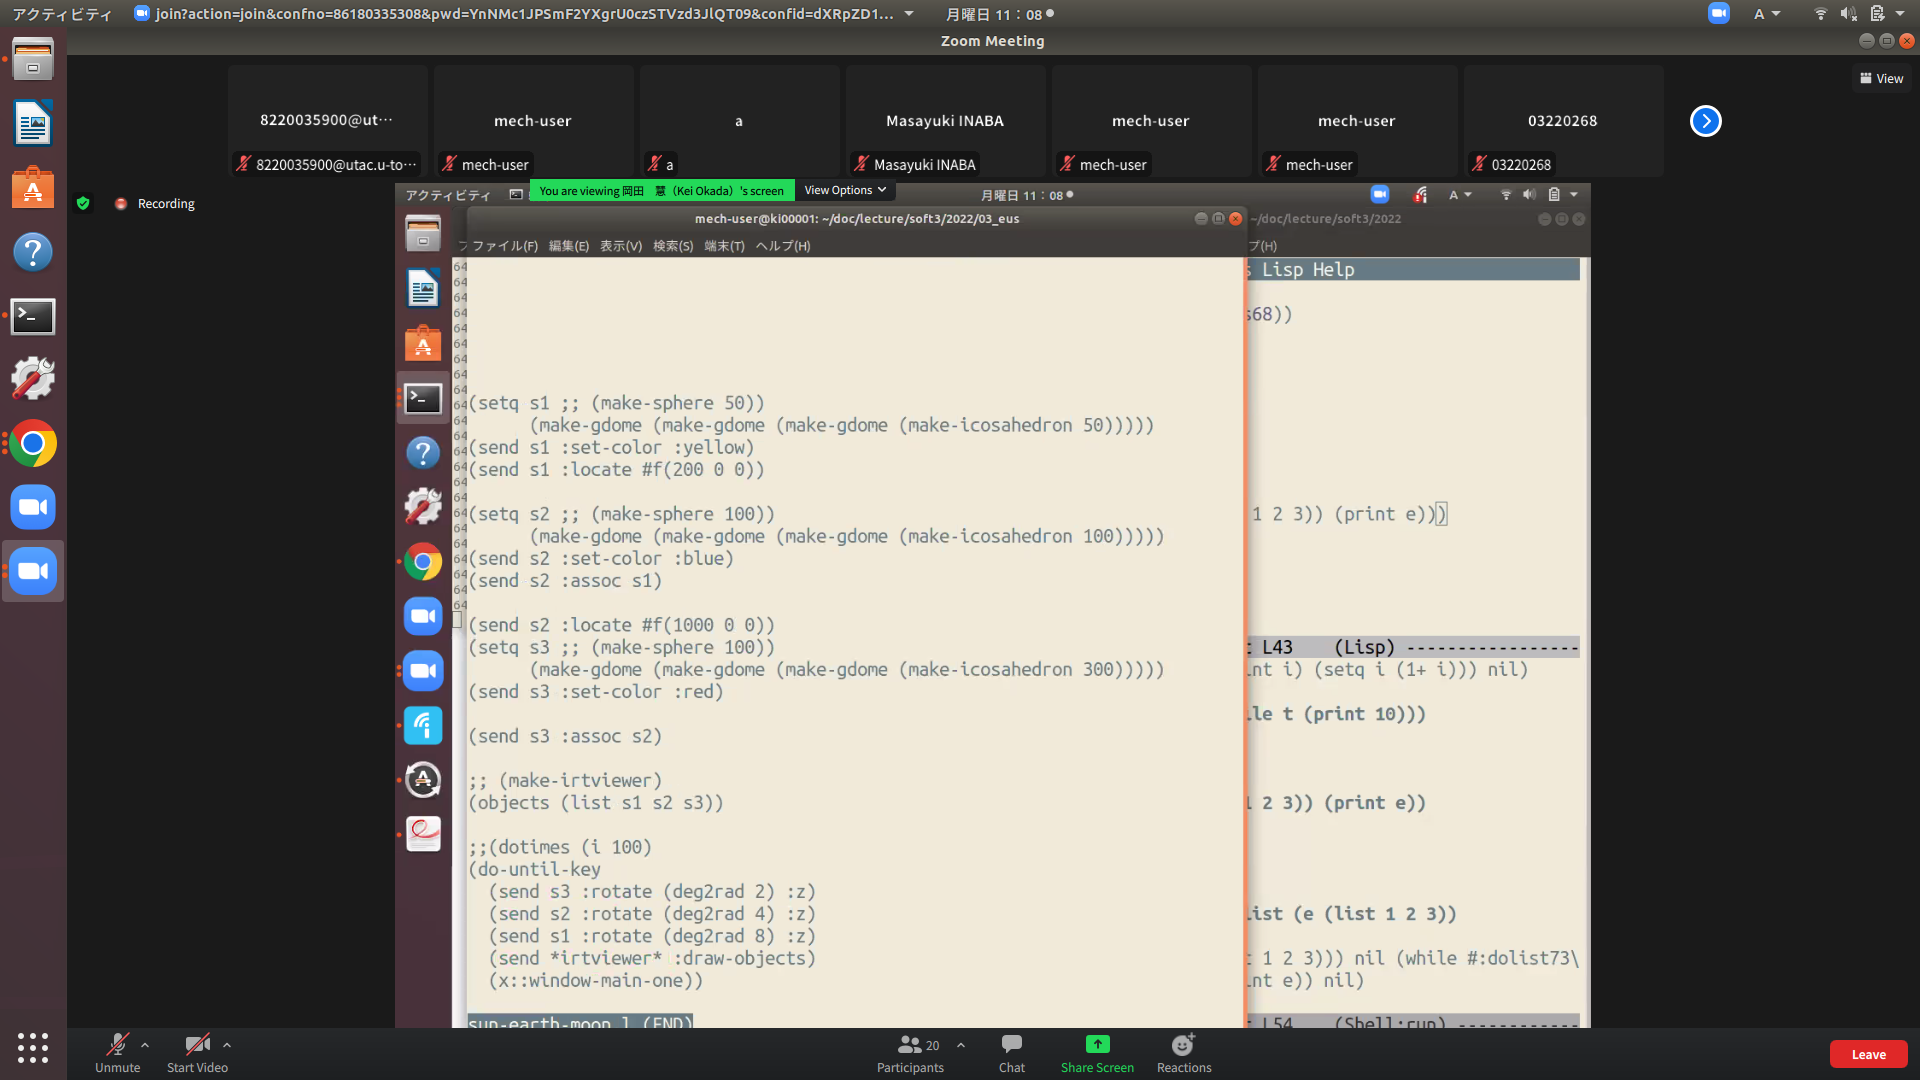 アクティビティ
join?action=join&confno=86180335308&pwd=YnNMc1JPSmF2YXgrU0czSTVzd3JlQT09&confid=dXRpZD1...
月曜日 11：08
A
Zoom Meeting
View
8220035900@ut···
mech-user
a
Masayuki INABA
mech-user
mech-user
03220268
8220035900@utac.u-to···
mech-user
a
Masayuki INABA
mech-user
mech-user
03220268
Recording
アクティビティ
You are viewing 岡田　慧（Kei Okada）'s screen
View Options
月曜日 11：08
A
mech-user@ki00001: ~/doc/lecture/soft3/2022/03_eus
~/doc/lecture/soft3/2022
ファイル(F) 編集(E) 表示(V) 検索(S) 端末(T) ヘルプ(H)
プ(H)
s Lisp Help
s68))
(setq s1 ;; (make-sphere 50))
(make-gdome (make-gdome (make-gdome (make-icosahedron 50)))))
(send s1 :set-color :yellow)
(send s1 :locate #f(200 0 0))
(setq s2 ;; (make-sphere 100))
1 2 3)) (print e)))
(make-gdome (make-gdome (make-gdome (make-icosahedron 100)))))
(send s2 :set-color :blue)
(send s2 :assoc s1)
(send s2 :locate #f(1000 0 0))
(setq s3 ;; (make-sphere 100))
t L43 (Lisp) -----------------
(make-gdome (make-gdome (make-gdome (make-icosahedron 300)))))
int i) (setq i (1+ i))) nil)
(send s3 :set-color :red)
ile t (print 10)))
(send s3 :assoc s2)
;; (make-irtviewer)
(objects (list s1 s2 s3))
1 2 3)) (print e))
;;(dotimes (i 100)
(do-until-key
(send s3 :rotate (deg2rad 2) :z)
(send s2 :rotate (deg2rad 4) :z)
list (e (list 1 2 3))
(send s1 :rotate (deg2rad 8) :z)
(send *irtviewer* :draw-objects)
t 1 2 3))) nil (while #:dolist73\
(x::window-main-one))
int e)) nil)
sun-earth-moon.l (END)
t L54 (Shell:run) ------------
Unmute
Start Video
20
Participants
Chat
Share Screen
Reactions
Leave